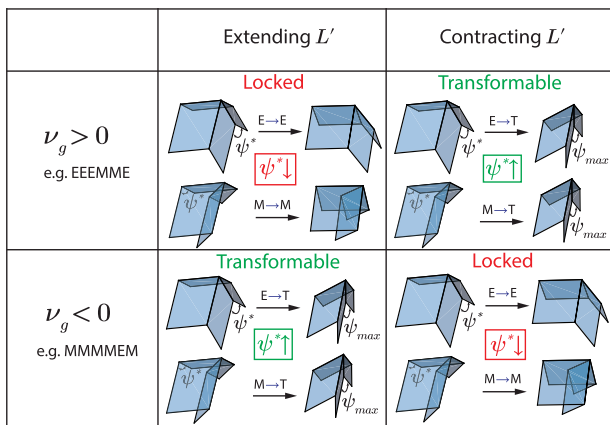 Extending L′
Contracting L′
ν_g > 0
e.g. EEEMME
Locked
E→E
ψ*
ψ*↓
ψ*
M→M
Transformable
E→T
ψ*
ψ_max
ψ*↑
ψ*
M→T
ψ_max
ν_g < 0
e.g. MMMMEM
Transformable
E→T
ψ*
ψ_max
ψ*↑
ψ*
M→T
ψ_max
Locked
E→E
ψ*
ψ*↓
ψ*
M→M